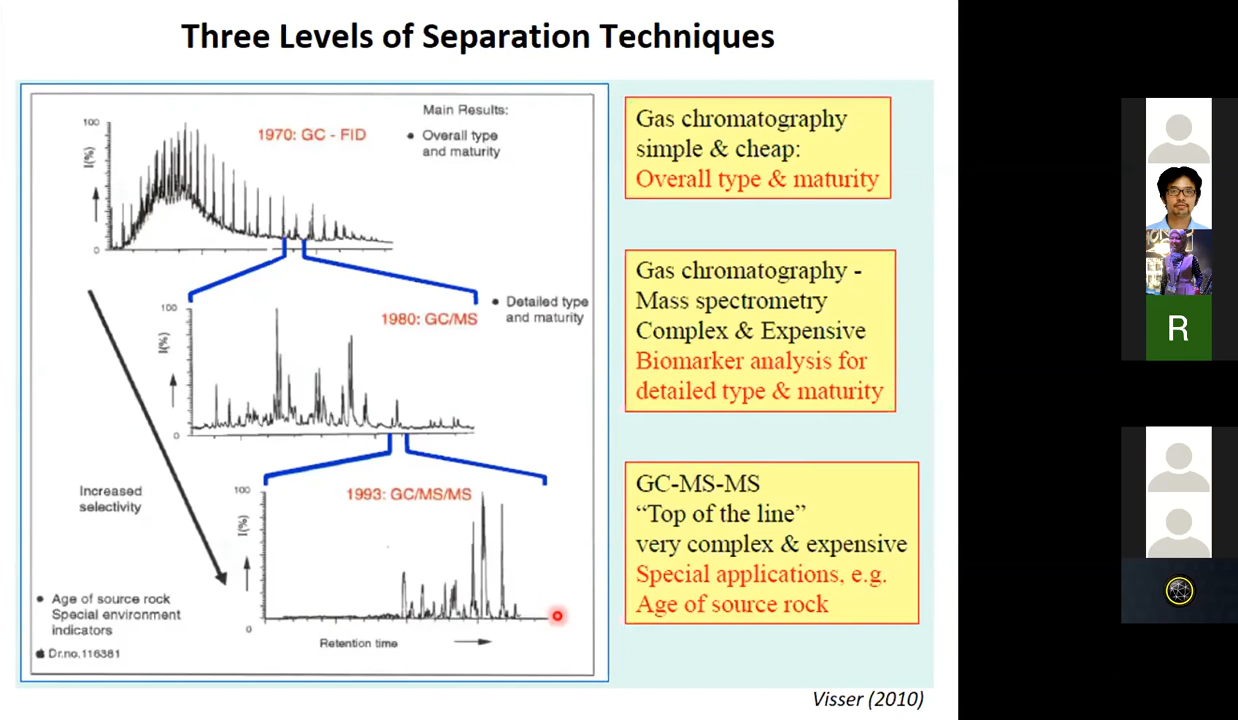 Three Levels of Separation Techniques
Main Results:
1970: GC - FID
• Overall type
and maturity
100
I(%)
0
• Detailed type
and maturity
1980: GC/MS
100
I(%)
0
1993: GC/MS/MS
100
I(%)
0
Retention time
Increased
selectivity
• Age of source rock
Special environment
indicators
Dr.no.116381
Gas chromatography
simple & cheap:
Overall type & maturity
Gas chromatography -
Mass spectrometry
Complex & Expensive
Biomarker analysis for
detailed type & maturity
GC-MS-MS
“Top of the line”
very complex & expensive
Special applications, e.g.
Age of source rock
Visser (2010)
R